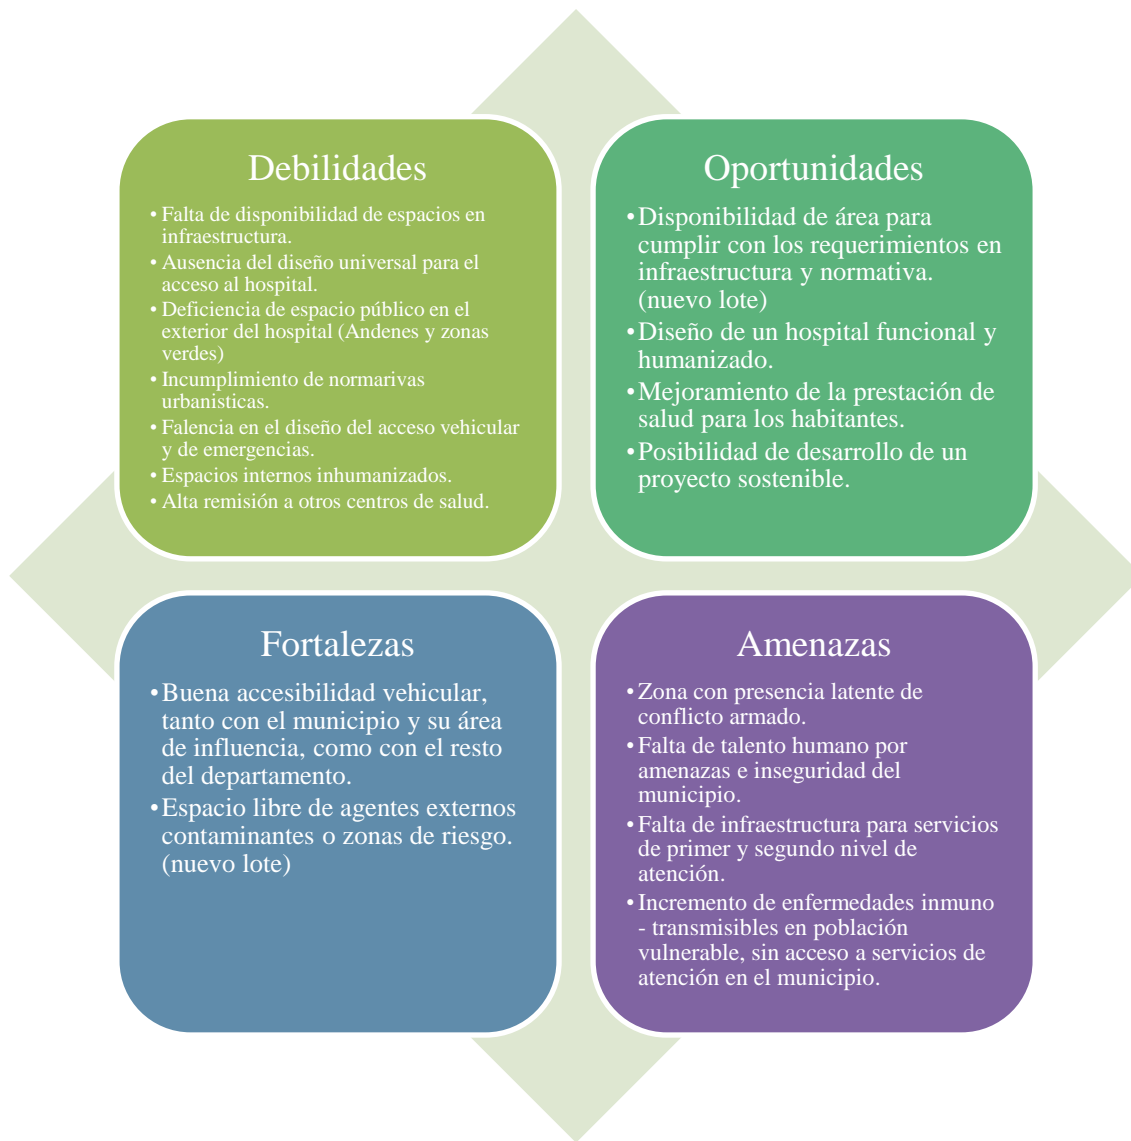 Debilidades
• Falta de disponibilidad de espacios en
infraestructura.
• Ausencia del diseño universal para el
acceso al hospital.
• Deficiencia de espacio público en el
exterior del hospital (Andenes y zonas
verdes)
• Incumplimiento de normarivas
urbanisticas.
• Falencia en el diseño del acceso vehicular
y de emergencias.
• Espacios internos inhumanizados.
• Alta remisión a otros centros de salud.
Oportunidades
• Disponibilidad de área para
cumplir con los requerimientos en
infraestructura y normativa.
(nuevo lote)
• Diseño de un hospital funcional y
humanizado.
• Mejoramiento de la prestación de
salud para los habitantes.
• Posibilidad de desarrollo de un
proyecto sostenible.
Fortalezas
• Buena accesibilidad vehicular,
tanto con el municipio y su área
de influencia, como con el resto
del departamento.
• Espacio libre de agentes externos
contaminantes o zonas de riesgo.
(nuevo lote)
Amenazas
• Zona con presencia latente de
conflicto armado.
• Falta de talento humano por
amenazas e inseguridad del
municipio.
• Falta de infraestructura para servicios
de primer y segundo nivel de
atención.
• Incremento de enfermedades inmuno
- transmisibles en población
vulnerable, sin acceso a servicios de
atención en el municipio.